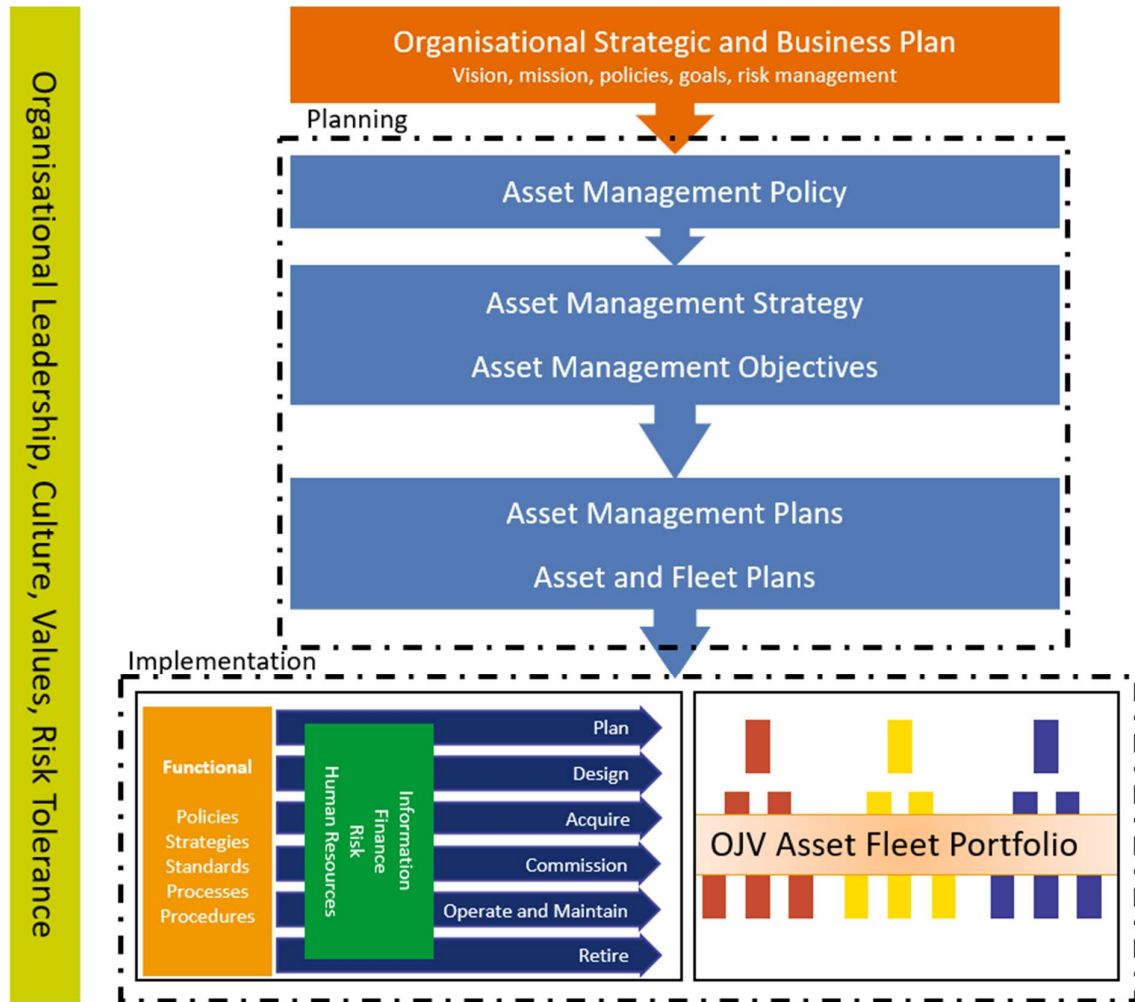 Organisational Leadership, Culture, Values, Risk Tolerance
Organisational Strategic and Business Plan
Vision, mission, policies, goals, risk management
Planning
Asset Management Policy
Asset Management Strategy
Asset Management Objectives
Asset Management Plans
Asset and Fleet Plans
Implementation
Functional
Policies
Strategies
Standards
Processes
Procedures
Information
Finance
Risk
Human Resources
Plan
Design
Acquire
Commission
Operate and Maintain
Retire
OJV Asset Fleet Portfolio